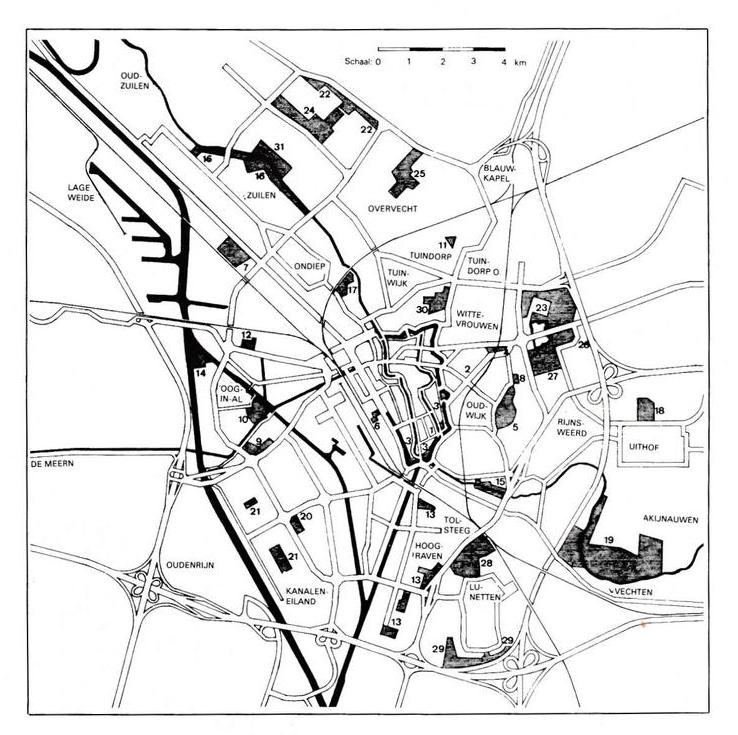 Schaal: 0 1 2 3 4 km
OUD-
ZUILEN
22
24
22
31
16
16
25
BLAUW-
KAPEL
LAGE
WEIDE
ZUILEN
OVERVECHT
11
TUINDORP
7
ONDIEP
TUIN-
WIJK
TUIN-
DORP O.
17
30
WITTE-
VROUWEN
23
12
26
14
2
27
8
OOG-
IN-AL
10
3
OUD-
WIJK
18
6
5
RIJNS-
WEERD
9
3
3
1
UITHOF
DE MEERN
15
21
20
13
TOL-
STEEG
AKIJNAUWEN
21
HOOG-
RAVEN
19
OUDENRIJN
28
13
KANALEN-
EILAND
LU-
NETTEN
VECHTEN
13
29
29